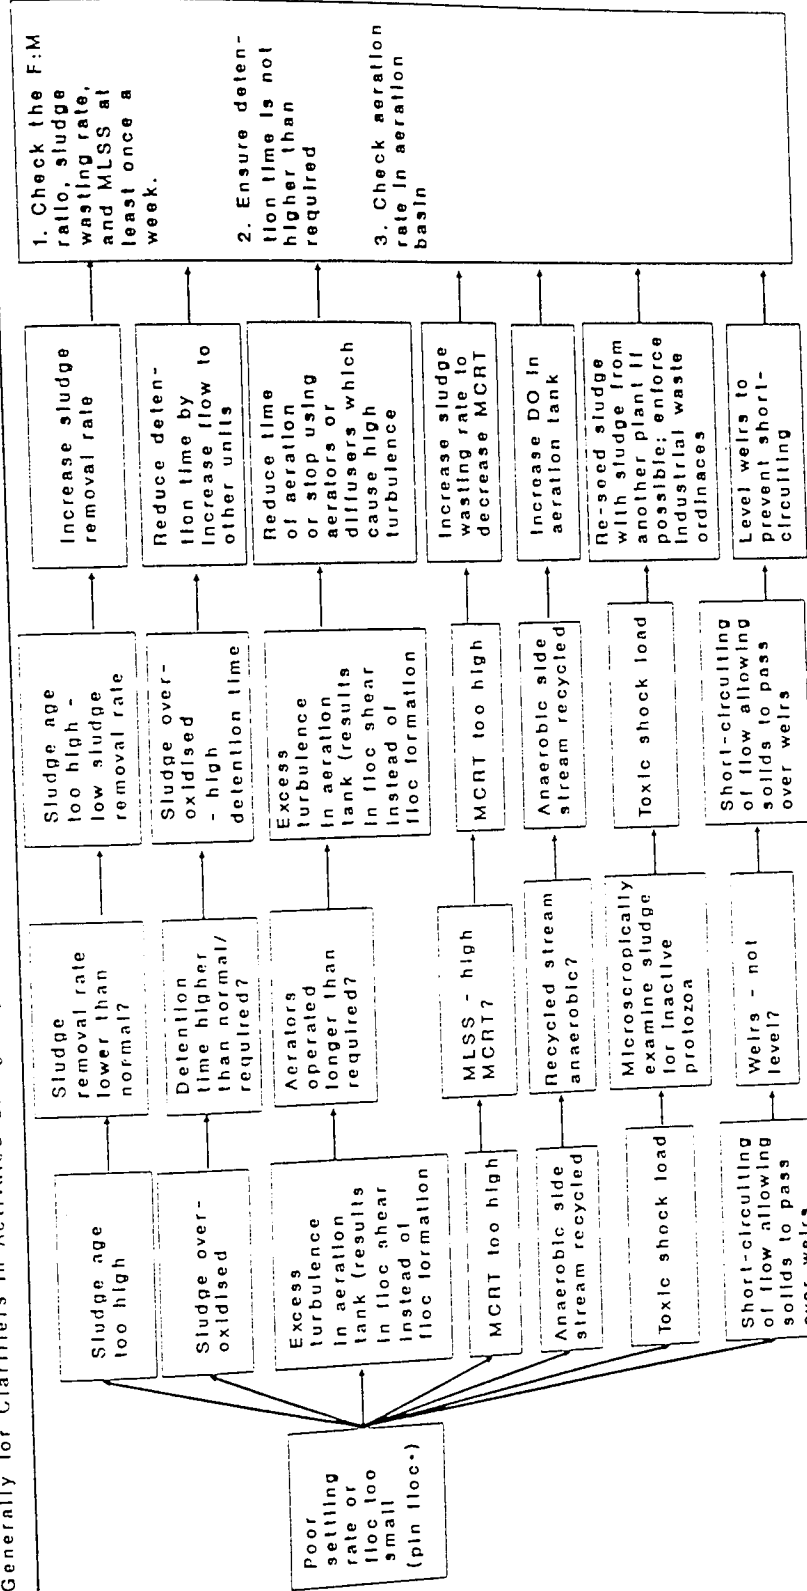 Generally for Clarifiers in
Poor
settling
rate or
floc too
small
(pin floc•)
Sludge age
too high
Sludge over-
oxidised
Excess
turbulence
in aeration
tank (results
in floc shear
instead of
floc formation
MCRT too high
Anaerobic side
stream recycled
Toxic shock load
Short-circuiting
of flow allowing
solids to pass
over weirs
Sludge
removal rate
lower than
normal?
Detention
time higher
than normal/
required?
Aerators
operated
longer than
required?
MLSS - high
MCRT?
Recycled stream
anaerobic?
Microscropically
examine sludge
for inactive
protozoa
Weirs - not
level?
Sludge age
too high -
low sludge
removal rate
Sludge over-
oxidised
- high
detention time
Excess
turbulence
in aeration
tank (results
in floc shear
instead of
floc formation
MCRT too high
Anaerobic side
stream recycled
Toxic shock load
Short-circuiting
of flow allowing
solids to pass
over weirs
Increase sludge
removal rate
Reduce deten-
tion time by
increase flow to
other units
Reduce time
of aeration
or stop using
aerators or
diffusers which
cause high
turbulence
Increase sludge
wasting rate to
decrease MCRT
Increase DO in
aeration tank
Re-seed sludge
with sludge from
another plant if
possible; enforce
industrial waste
ordinaces
Level weirs to
prevent short-
circuiting
1. Check the F:M
ratio, sludge
wasting rate,
and MLSS at
least once a
week.
2. Ensure deten-
tion time is not
higher than
required
3. Check aeration
rate in aeration
basin